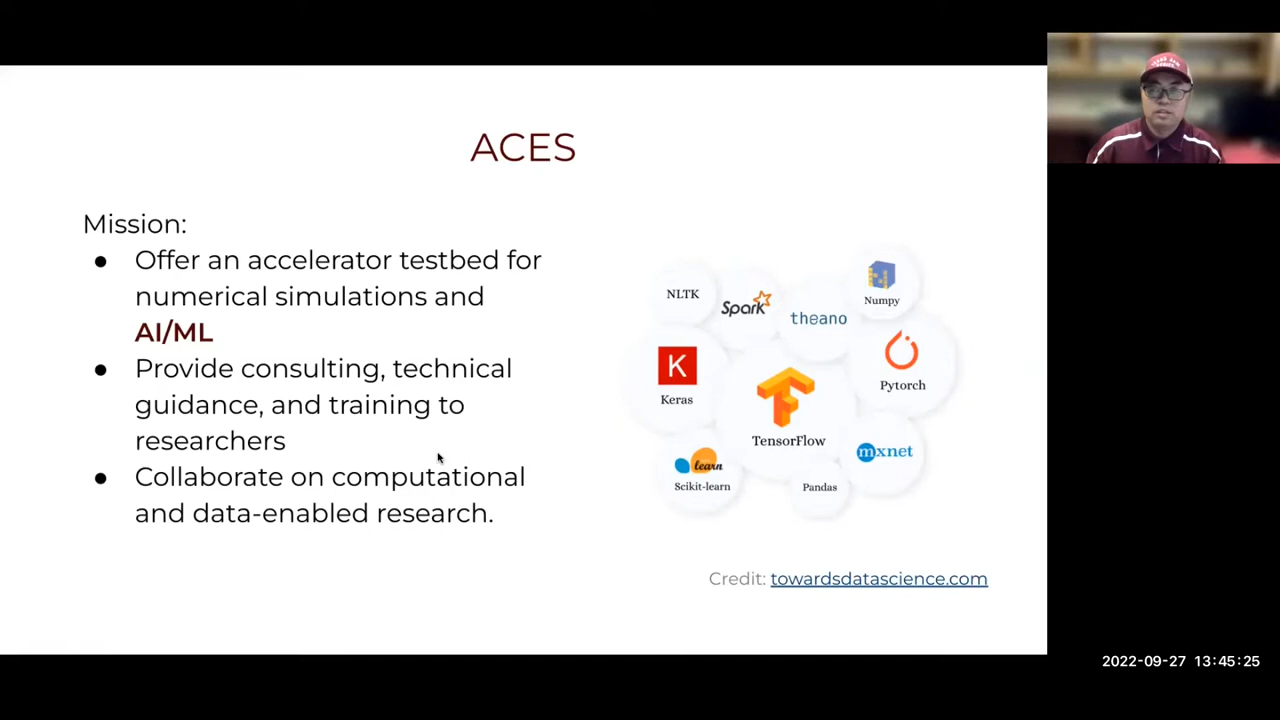 ACES
Mission:
● Offer an accelerator testbed for
numerical simulations and
AI/ML
● Provide consulting, technical
guidance, and training to
researchers
● Collaborate on computational
and data-enabled research.
NLTK
Spark
theano
Numpy
K
Keras
TensorFlow
Pytorch
learn
Scikit-learn
Pandas
mxnet
Credit: towardsdatascience.com
2022-09-27 13:45:25